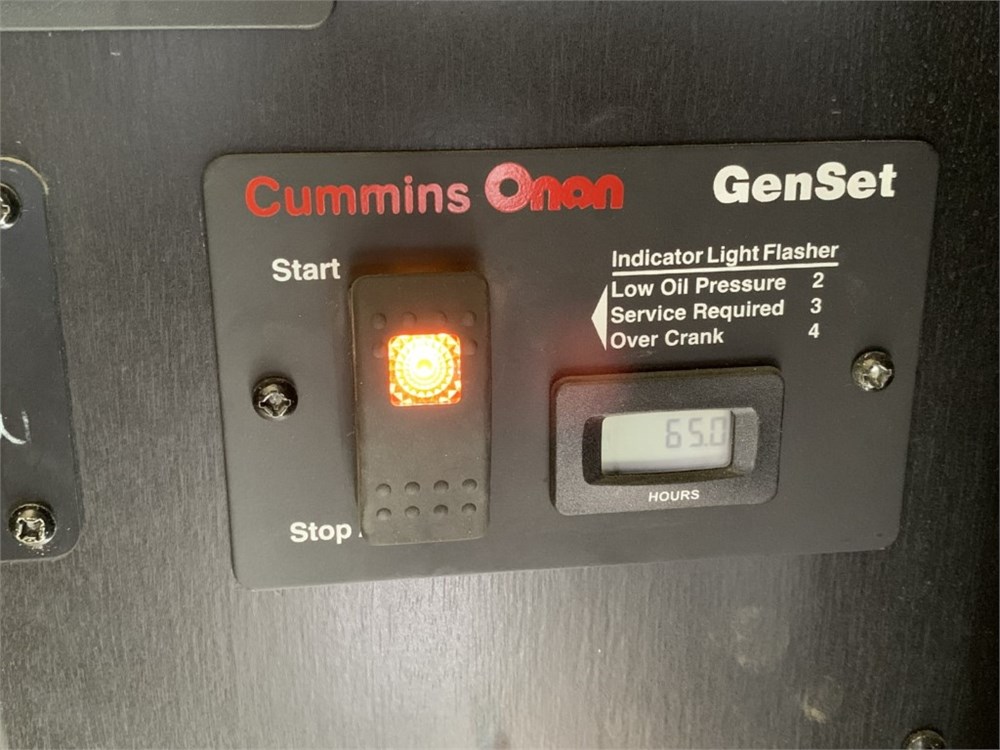 Cummins Onan
GenSet
Start
Indicator Light Flasher
Low Oil Pressure 2
Service Required 3
Over Crank 4
65.0
HOURS
Stop